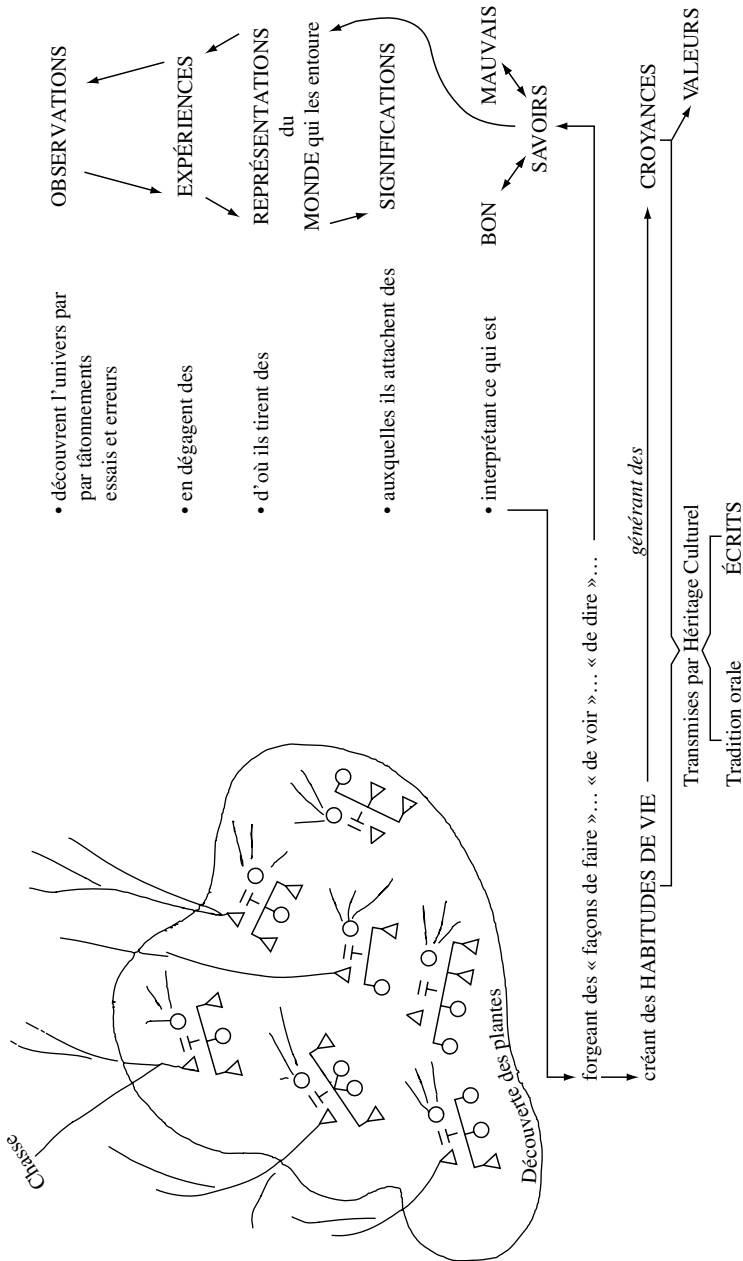 Chasse
Découverte des plantes
• découvrent l’univers par
par tâtonnements
essais et erreurs
OBSERVATIONS
• en dégagent des
EXPÉRIENCES
• d’où ils tirent des
REPRÉSENTATIONS
du
MONDE qui les entoure
• auxquelles ils attachent des
SIGNIFICATIONS
• interprétant ce qui est
BON
MAUVAIS
SAVOIRS
forgeant des « façons de faire »… « de voir »… « de dire »…
créant des HABITUDES DE VIE
générant des
CROYANCES
VALEURS
Transmises par Héritage Culturel
Tradition orale
ÉCRITS